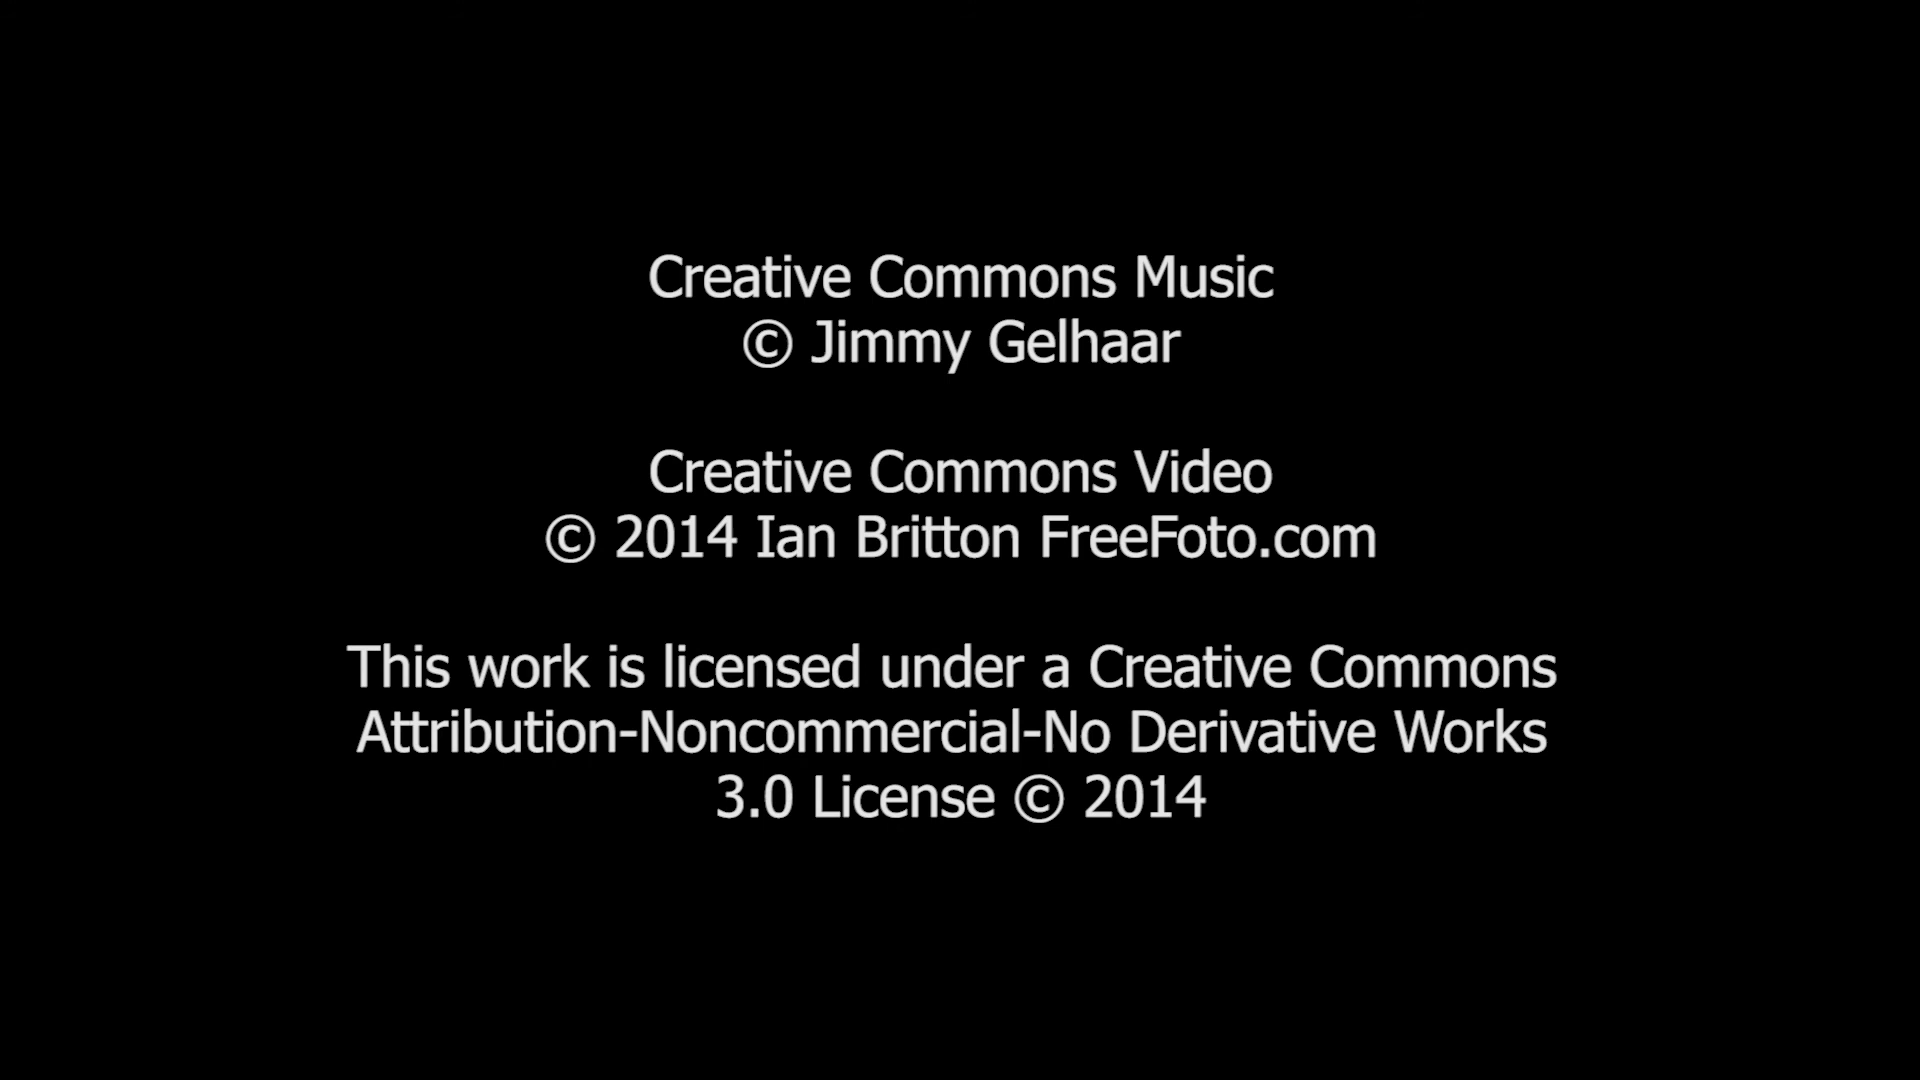 Creative Commons Music
© Jimmy Gelhaar
Creative Commons Video
© 2014 Ian Britton FreeFoto.com
This work is licensed under a Creative Commons
Attribution-Noncommercial-No Derivative Works
3.0 License © 2014